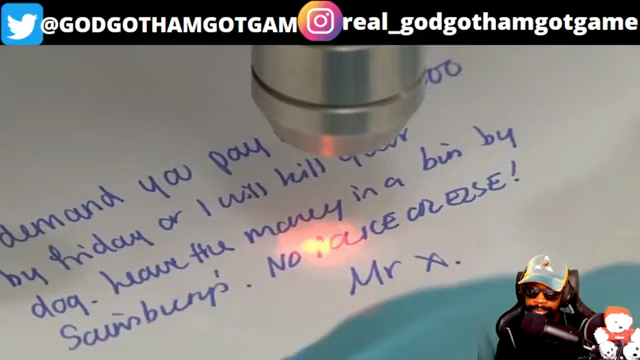 @GODGOTHAMGOTGAM real_godgothamgotgame
demand you pay 00
by friday or I will kill your
dog. Leave the money in a bin by
Sainsbury's. NO POLICE OR ELSE!
Mr X.